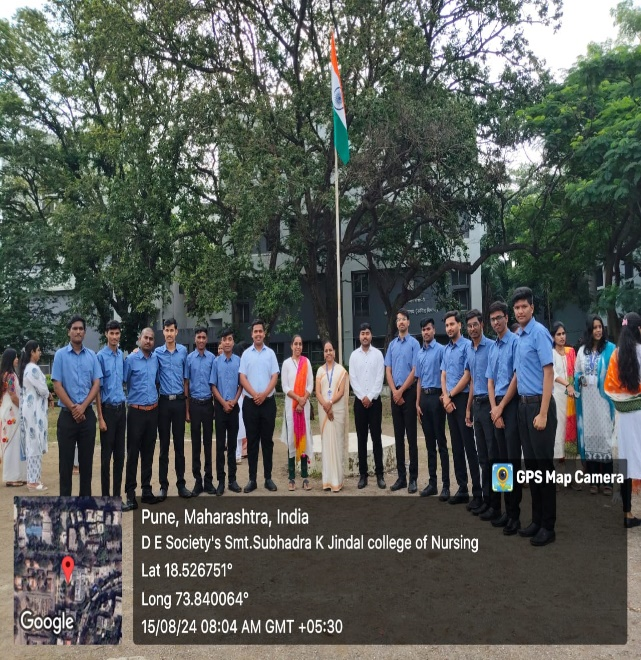 GPS Map Camera
Pune, Maharashtra, India
D E Society's Smt.Subhadra K Jindal college of Nursing
Lat 18.526751°
Long 73.840064°
15/08/24 08:04 AM GMT +05:30
Google